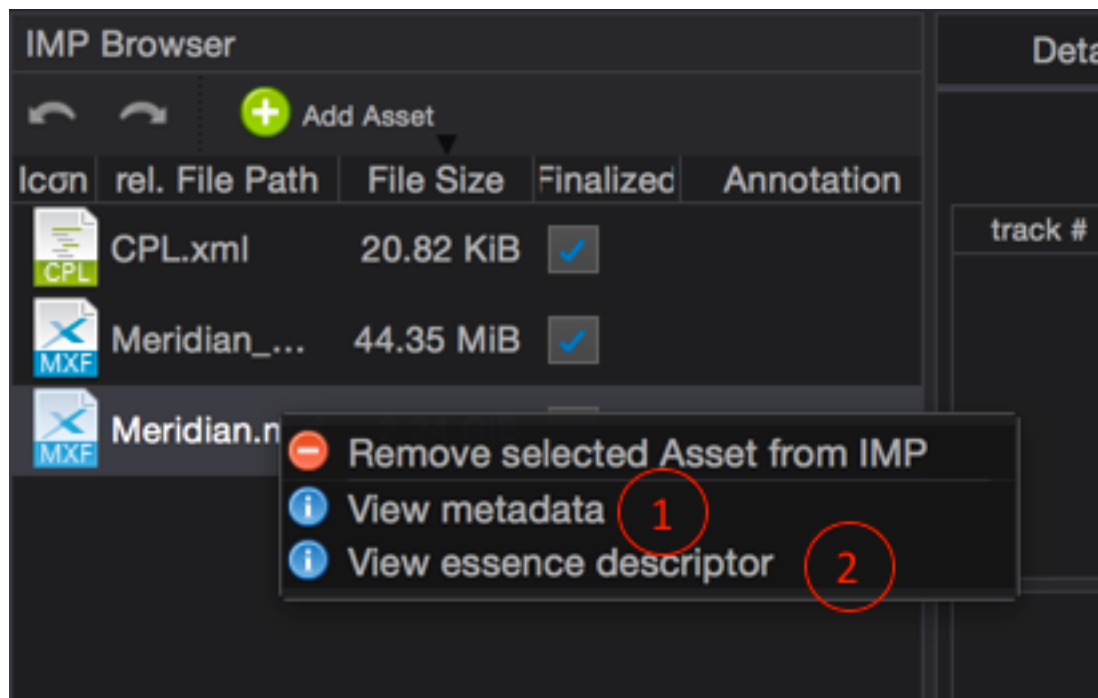 IMP Browser
Deta
Add Asset
Icon rel. File Path File Size Finalized Annotation
track #
CPL CPL.xml 20.82 KiB
MXF Meridian_... 44.35 MiB
MXF Meridian.m
Remove selected Asset from IMP
View metadata 1
View essence descriptor 2